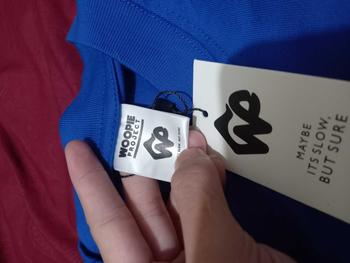 WOOPIE
PROJECT
MAYBE
ITS SLOW,
BUT SURE